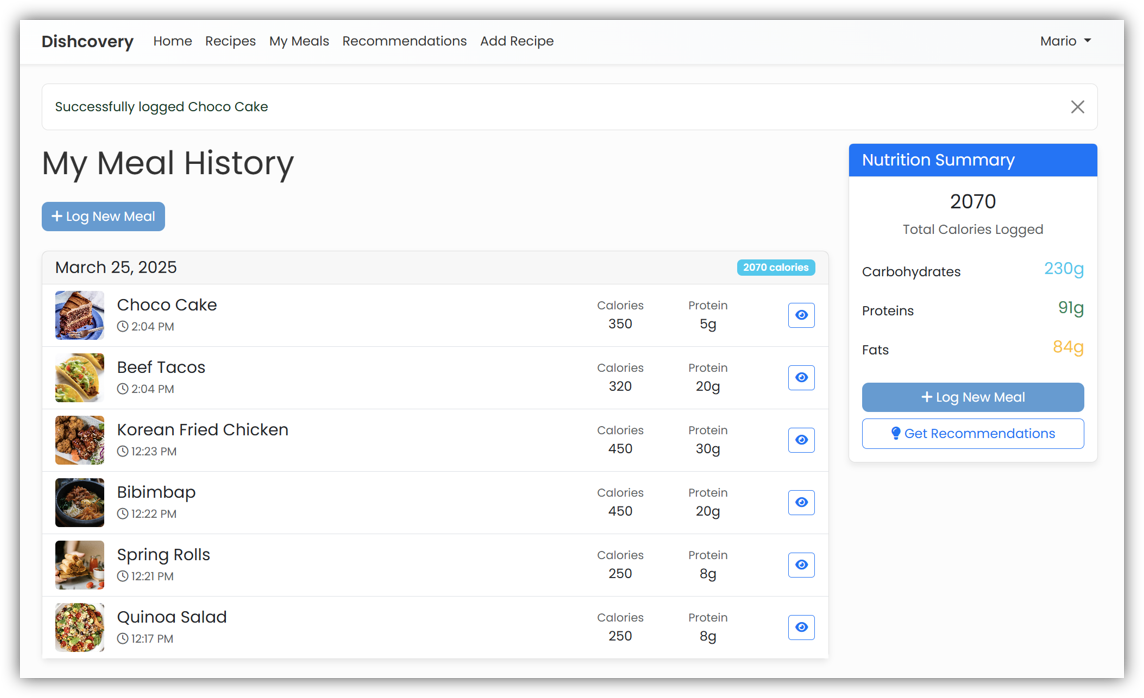 Dishcovery Home Recipes My Meals Recommendations Add Recipe Mario
Successfully logged Choco Cake
My Meal History
+ Log New Meal
March 25, 2025 2070 calories
Choco Cake
2:04 PM
Calories
350
Protein
5g
Beef Tacos
2:04 PM
Calories
320
Protein
20g
Korean Fried Chicken
12:23 PM
Calories
450
Protein
30g
Bibimbap
12:22 PM
Calories
450
Protein
20g
Spring Rolls
12:21 PM
Calories
250
Protein
8g
Quinoa Salad
12:17 PM
Calories
250
Protein
8g
Nutrition Summary
2070
Total Calories Logged
Carbohydrates 230g
Proteins 91g
Fats 84g
+ Log New Meal
Get Recommendations